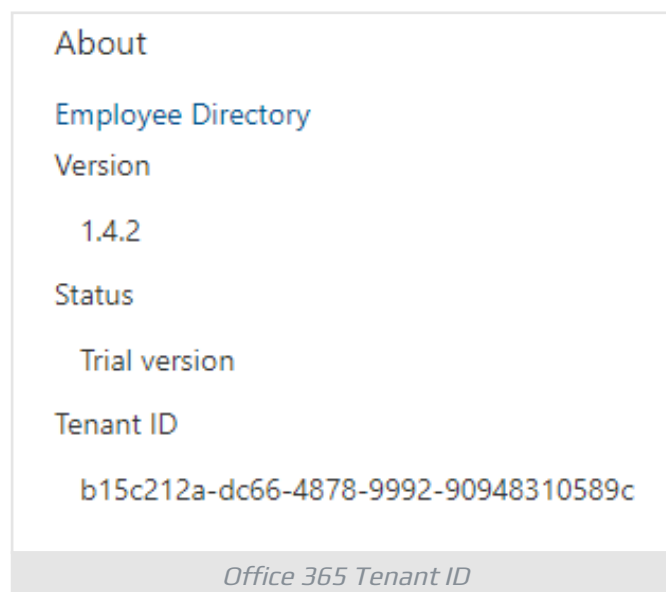 About
Employee Directory
Version
1.4.2
Status
Trial version
Tenant ID
b15c212a-dc66-4878-9992-90948310589c
Office 365 Tenant ID